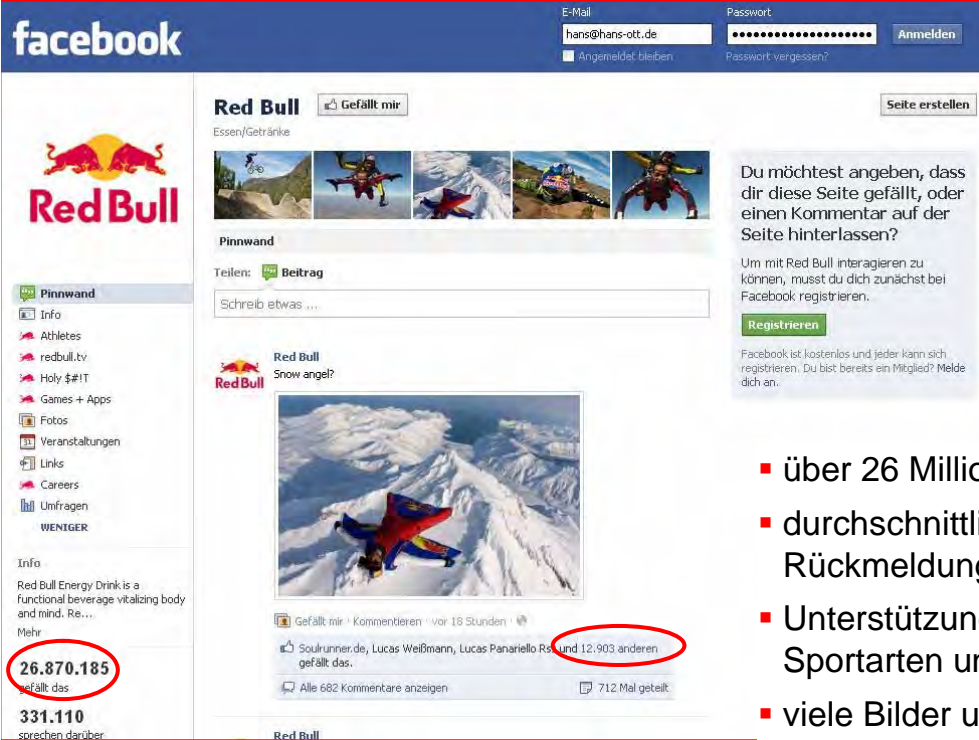 facebook
E-Mail
Passwort
hans@hans-ott.de
Anmelden
Angemeldet bleiben
Passwort vergessen?
Red Bull
Gefällt mir
Seite erstellen
Essen/Getränke
Red Bull
Pinnwand
Teilen: Beitrag
Schreib etwas ...
Du möchtest angeben, dass
dir diese Seite gefällt, oder
einen Kommentar auf der
Seite hinterlassen?
Um mit Red Bull interagieren zu
können, musst du dich zunächst bei
Facebook registrieren.
Registrieren
Facebook ist kostenlos und jeder kann sich
registrieren. Du bist bereits ein Mitglied? Melde
dich an.
Pinnwand
Info
Athletes
redbull.tv
Holy $#!T
Games + Apps
Fotos
31 Veranstaltungen
Links
Careers
Umfragen
WENIGER
Info
Red Bull Energy Drink is a
functional beverage vitalizing body
and mind. Re...
Mehr
26.870.185
gefällt das
331.110
sprechen darüber
Red Bull
Red Bull
Snow angel?
Gefällt mir · Kommentieren · vor 18 Stunden ·
Soulrunner.de, Lucas Weißmann, Lucas Panariello und 12.903 anderen
gefällt das.
Alle 682 Kommentare anzeigen
712 Mal geteilt
Red Bull
▪ über 26
▪
▪
Sportarten
▪ viele Bilder